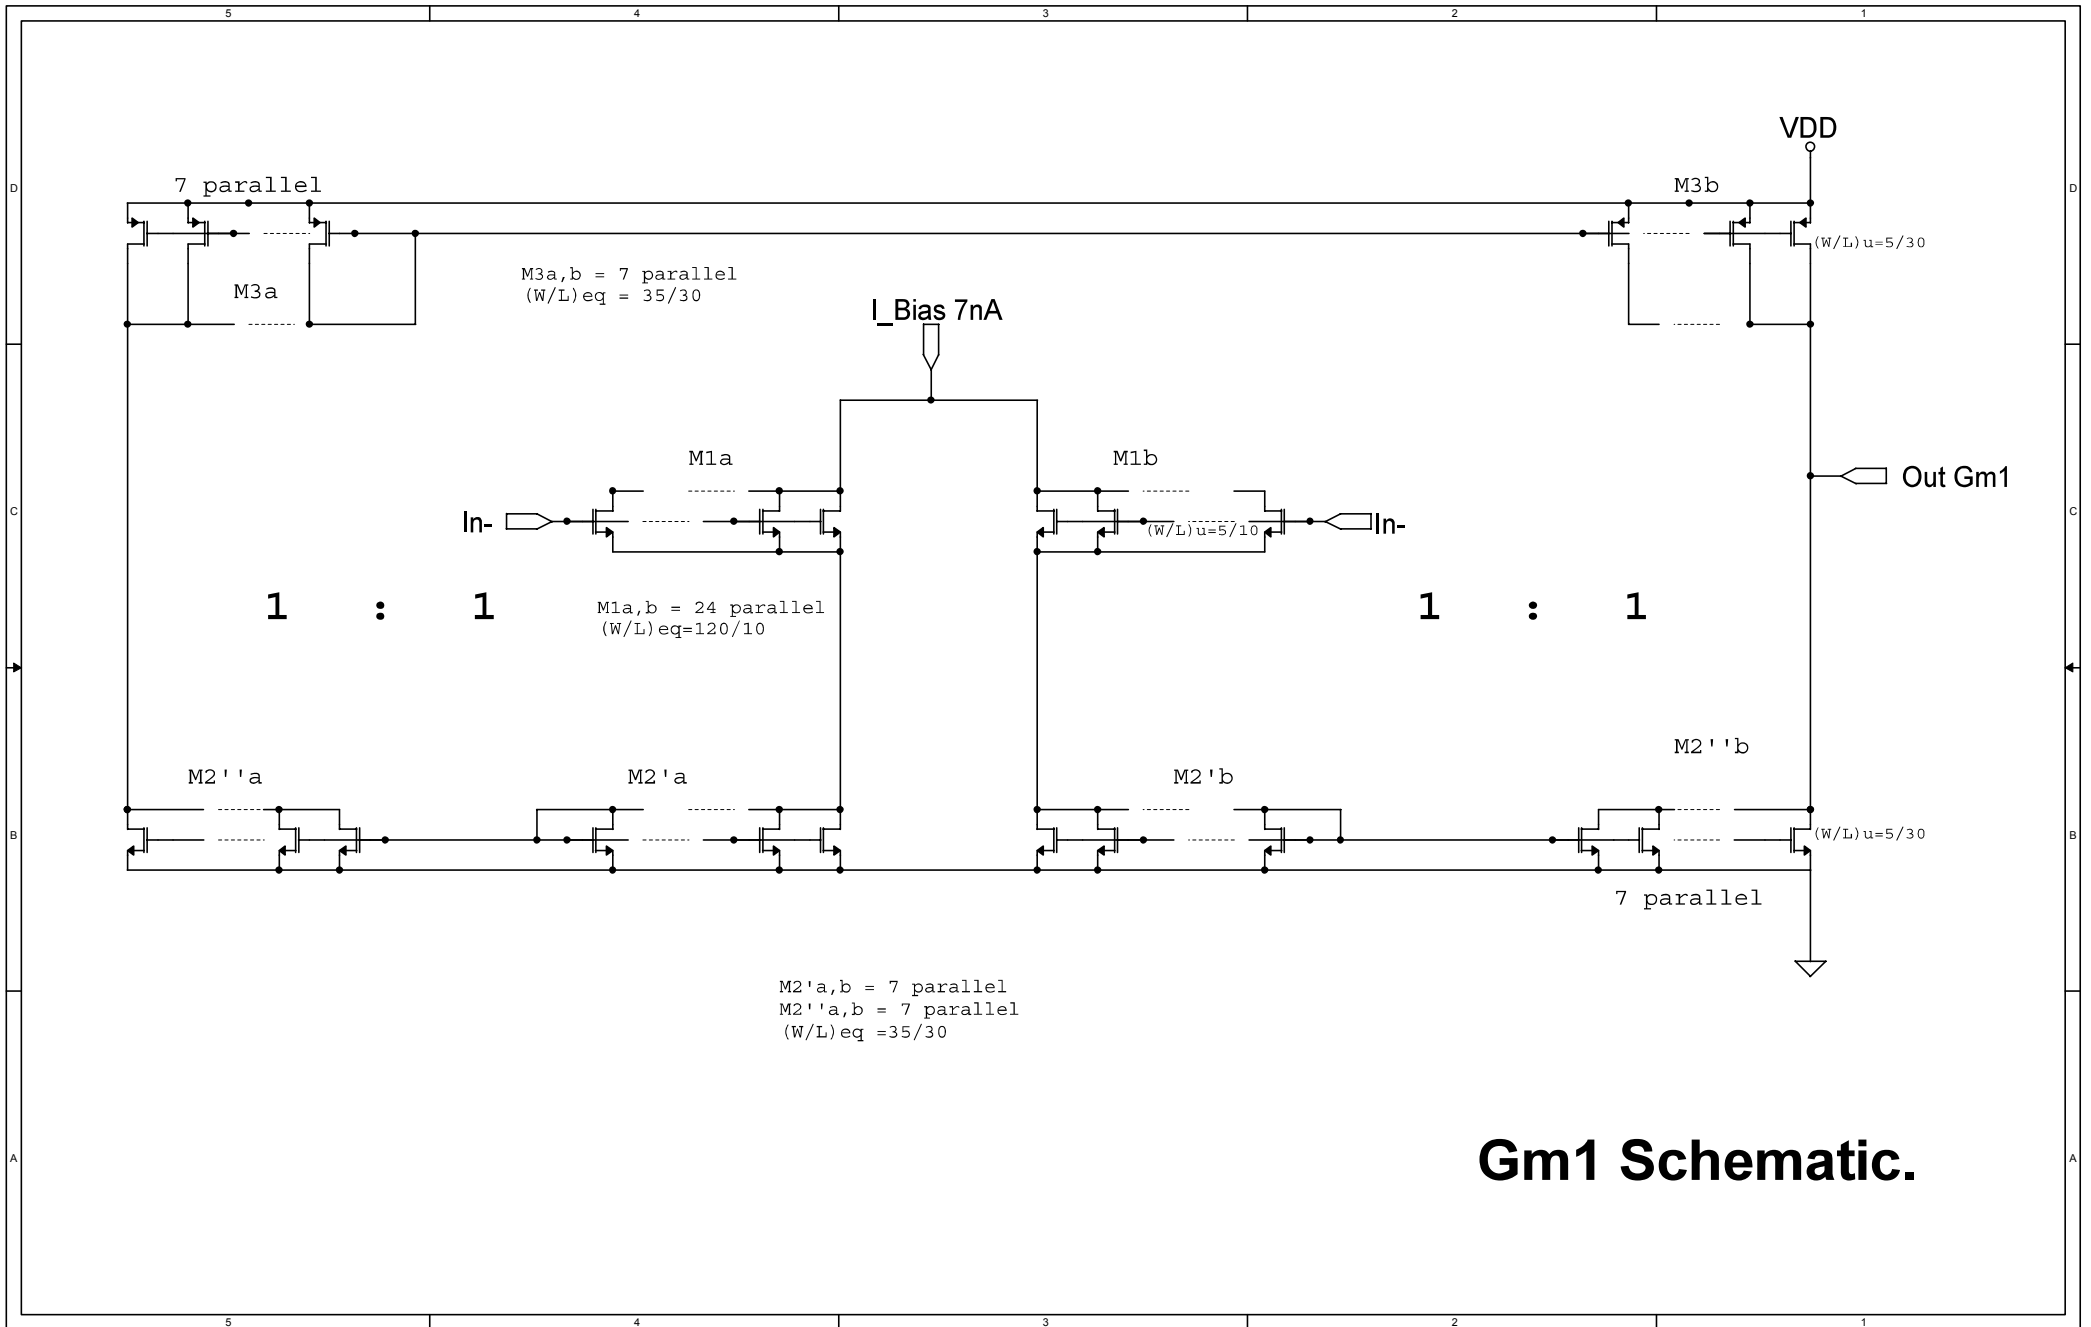 5 4 3 2 1
VDD
D 7 parallel M3b D
(W/L)u=5/30
M3a,b = 7 parallel
M3a
(W/L)eq = 35/30
I_Bias 7nA
M1a M1b
Out Gm1
C C
In- In-
(W/L)u=5/10
1 : 1 M1a,b = 24 parallel 1 : 1
(W/L)eq=120/10
M2''b
M2''a M2'a M2'b
B (W/L)u=5/30 B
7 parallel
M2'a,b = 7 parallel
M2''a,b = 7 parallel
(W/L)eq =35/30
A Gm1 Schematic. A
5 4 3 2 1